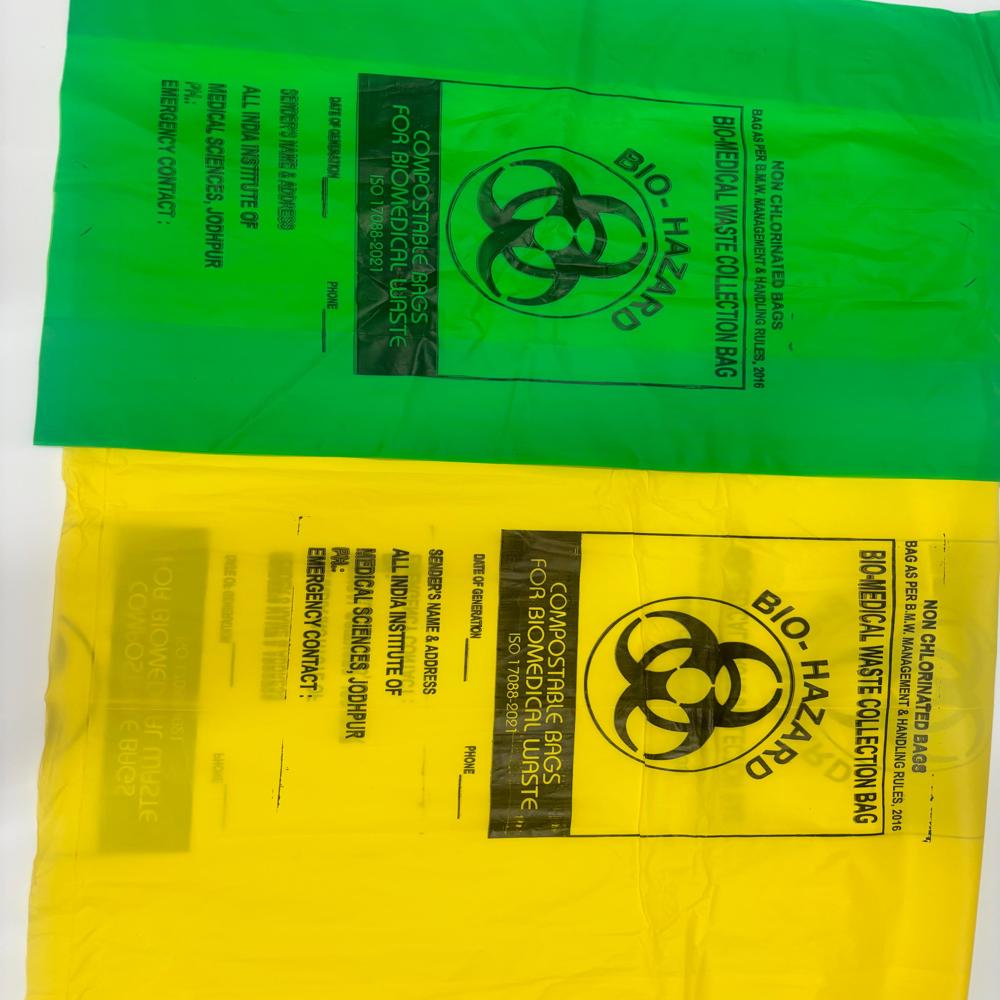 NON CHLORINATED BAGS
BAG AS PER B.M.W. MANAGEMENT & HANDLING RULES, 2016
BIO-MEDICAL WASTE COLLECTION BAG
BIO-HAZARD
COMPOSTABLE BAGS
FOR BIOMEDICAL WASTE
ISO 17088-2021
DATE OF GENERATION PHONE
SENDER'S NAME & ADDRESS
ALL INDIA INSTITUTE OF
MEDICAL SCIENCES, JODHPUR
PH.:
EMERGENCY CONTACT :
NON CHLORINATED BAGS
BAG AS PER B.M.W. MANAGEMENT & HANDLING RULES, 2016
BIO-MEDICAL WASTE COLLECTION BAG
BIO-HAZARD
COMPOSTABLE BAGS
FOR BIOMEDICAL WASTE
ISO 17088-2021
DATE OF GENERATION PHONE
SENDER'S NAME & ADDRESS
ALL INDIA INSTITUTE OF
MEDICAL SCIENCES, JODHPUR
PH.:
EMERGENCY CONTACT :